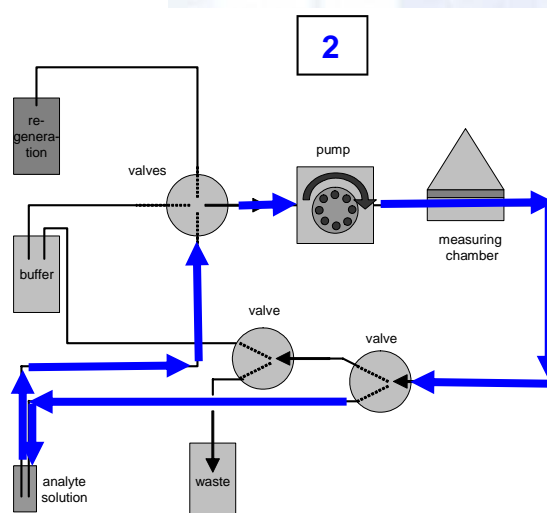 2
re-
genera-
tion
valves
pump
measuring
chamber
buffer
valve
valve
analyte
solution
waste